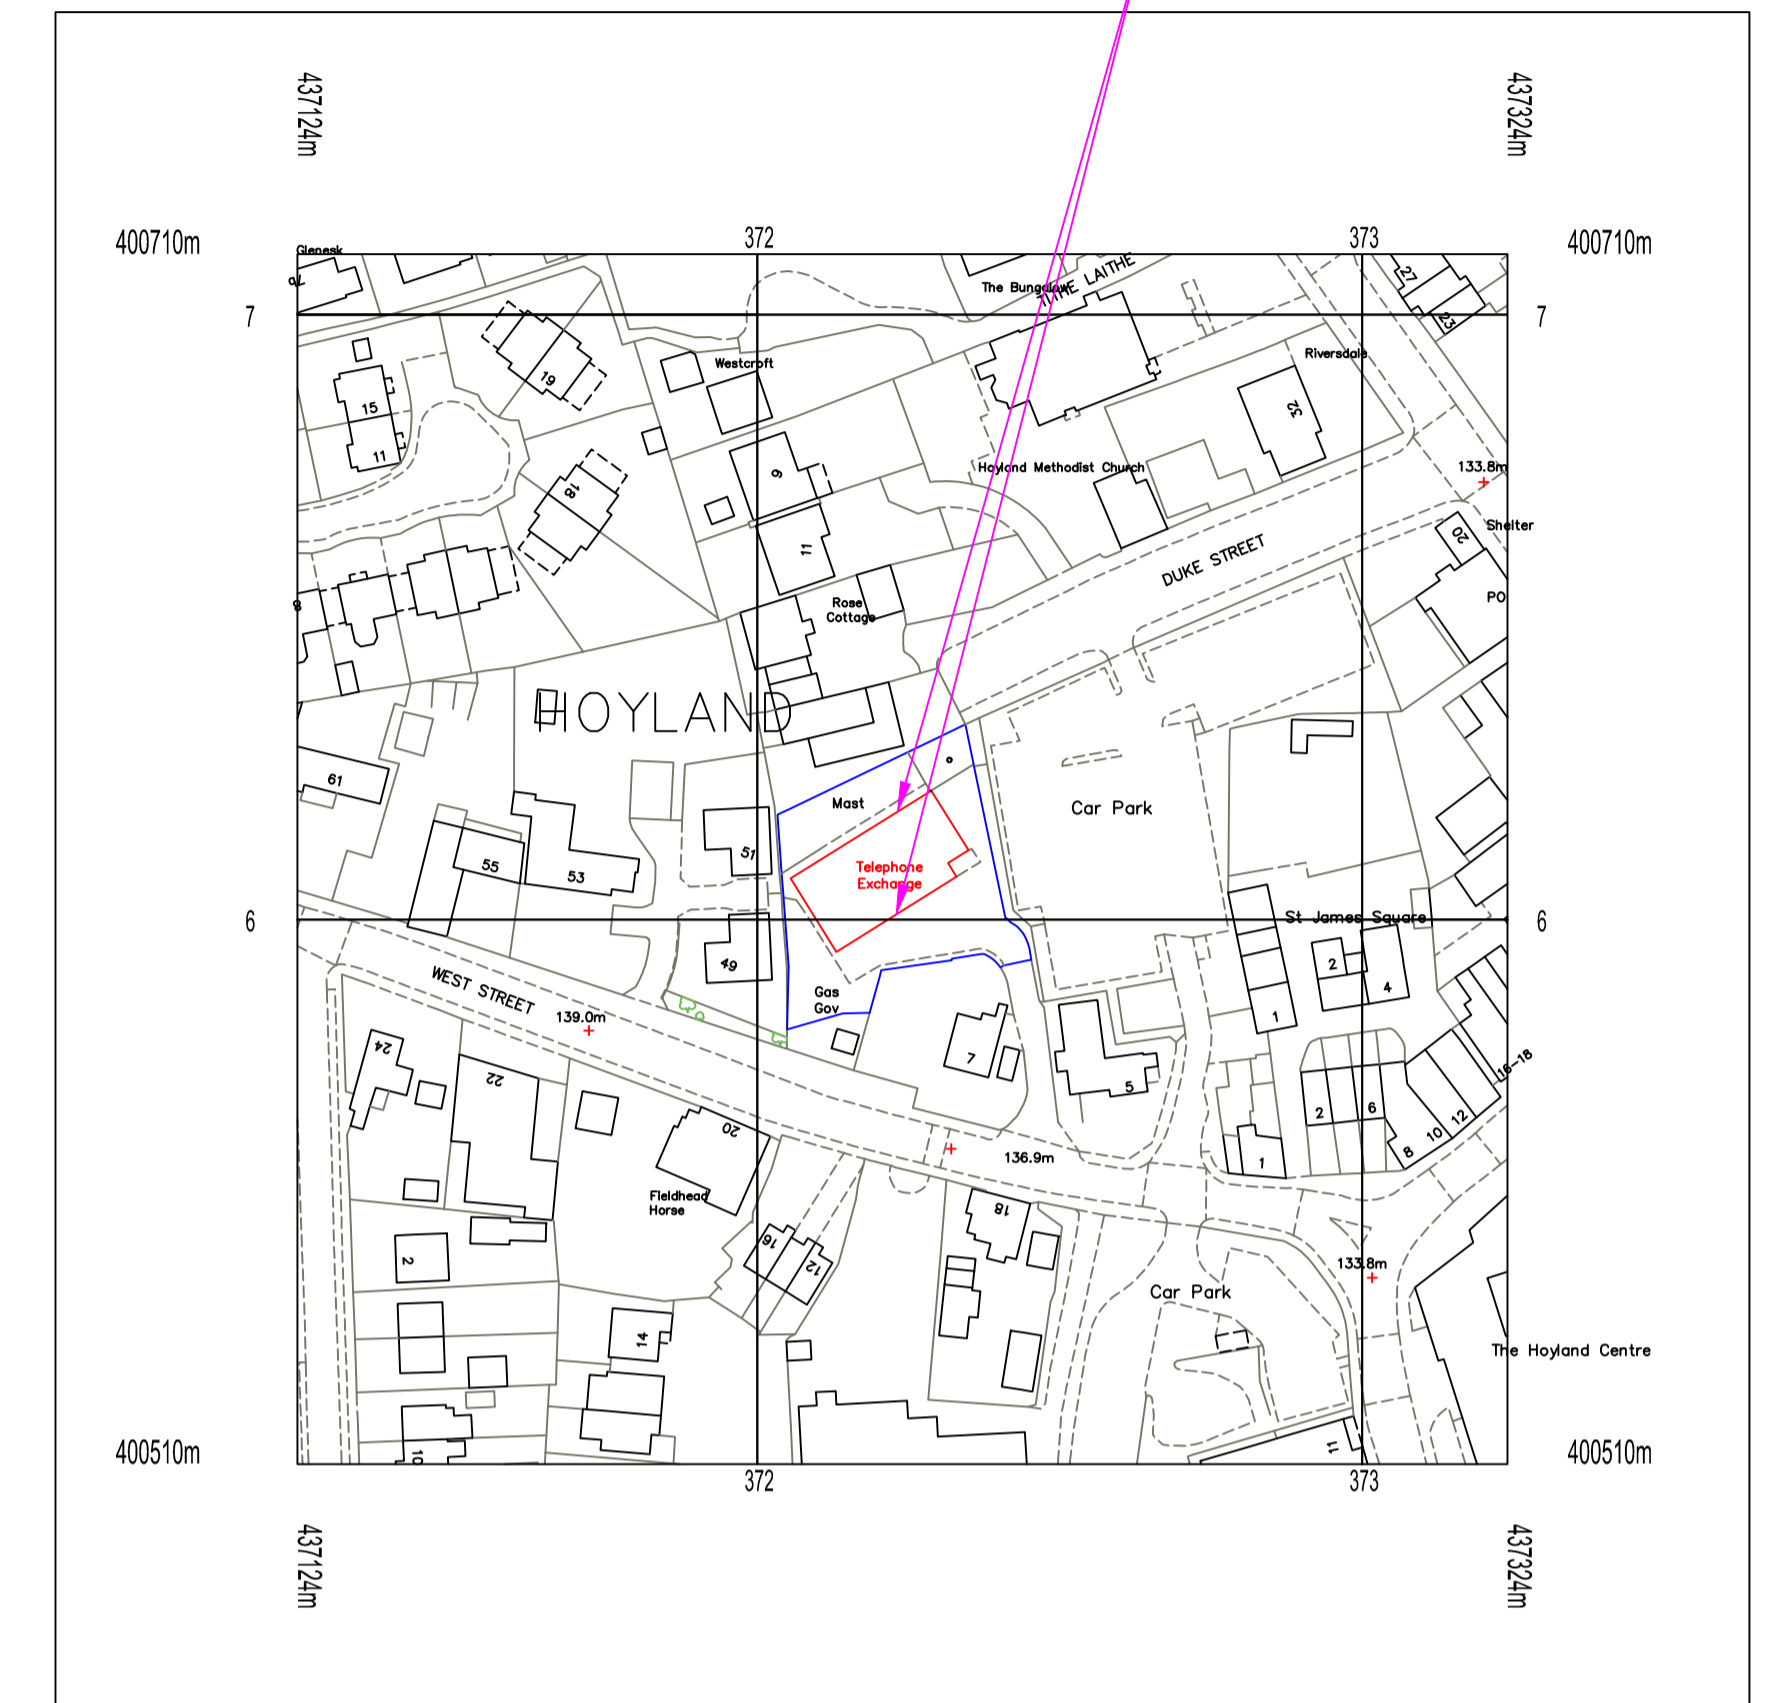 437124m
437324m
400710m
372
373
400710m
Glenesk
76
The Bungalow
TITHE LAITHE
27
23
7
7
Westcroft
Riversdale
19
15
11
32
9
18
Hoyland Methodist Church
133.8m
Shelter
20
11
DUKE STREET
PO
8
Rose
Cottage
HOYLAND
61
Mast
Car Park
51
55
53
Telephone
Exchange
6
St James Square
6
49
2
4
WEST STREET
139.0m
Gas
Gov
1
24
22
7
5
16-18
2
6
12
10
8
20
136.9m
1
Fieldhead
Horse
18
16
12
2
133.8m
Car Park
14
The Hoyland Centre
10
11
400510m
372
373
400510m
437124m
437324m